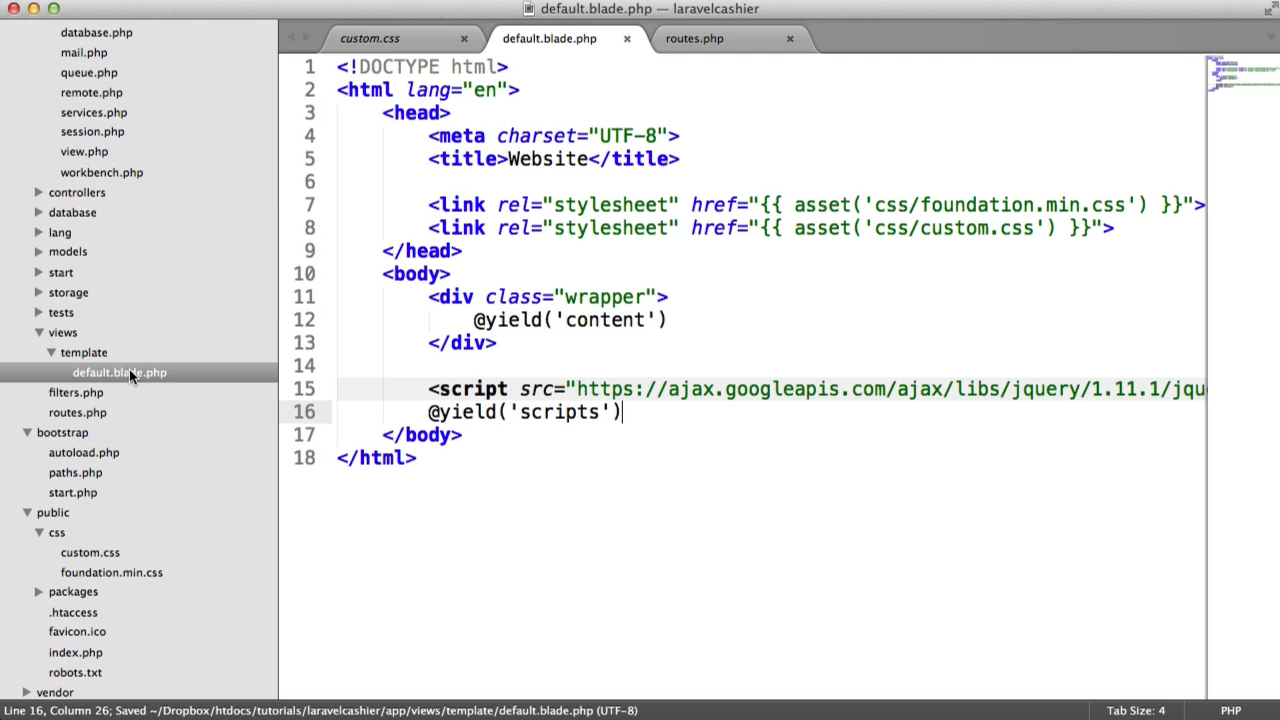 default.blade.php — laravelcashier
database.php
mail.php
queue.php
remote.php
services.php
session.php
view.php
workbench.php
controllers
database
lang
models
start
storage
tests
views
template
default.blade.php
filters.php
routes.php
bootstrap
autoload.php
paths.php
start.php
public
css
custom.css
foundation.min.css
packages
.htaccess
favicon.ico
index.php
robots.txt
vendor
custom.css × default.blade.php × routes.php ×
1 <!DOCTYPE html>
2 <html lang="en">
3 <head>
4 <meta charset="UTF-8">
5 <title>Website</title>
6
7 <link rel="stylesheet" href="{{ asset('css/foundation.min.css') }}">
8 <link rel="stylesheet" href="{{ asset('css/custom.css') }}">
9 </head>
10 <body>
11 <div class="wrapper">
12 @yield('content')
13 </div>
14
15 <script src="https://ajax.googleapis.com/ajax/libs/jquery/1.11.1/jqu
16 @yield('scripts')
17 </body>
18 </html>
Line 16, Column 26; Saved ~/Dropbox/htdocs/tutorials/laravelcashier/app/views/template/default.blade.php (UTF-8) Tab Size: 4 PHP